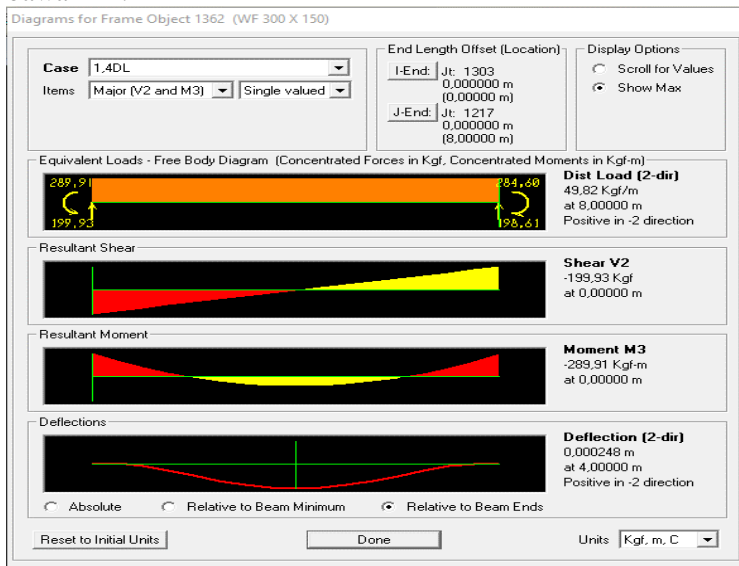 Diagrams for Frame Object 1362 (WF 300 X 150)
Case 1,4DL
Items Major (V2 and M3) Single valued
End Length Offset (Location)
I-End: Jt: 1303
0,000000 m
(0,00000 m)
J-End: Jt: 1217
0,000000 m
(8,00000 m)
Display Options
Scroll for Values
Show Max
Equivalent Loads - Free Body Diagram (Concentrated Forces in Kgf, Concentrated Moments in Kgf-m)
289,91
284,60
199,93
198,61
Dist Load (2-dir)
49,82 Kgf/m
at 8,00000 m
Positive in -2 direction
Resultant Shear
Shear V2
-199,93 Kgf
at 0,00000 m
Resultant Moment
Moment M3
-289,91 Kgf-m
at 0,00000 m
Deflections
Deflection (2-dir)
0,000248 m
at 4,00000 m
Positive in -2 direction
Absolute Relative to Beam Minimum Relative to Beam Ends
Reset to Initial Units Done Units Kgf, m, C